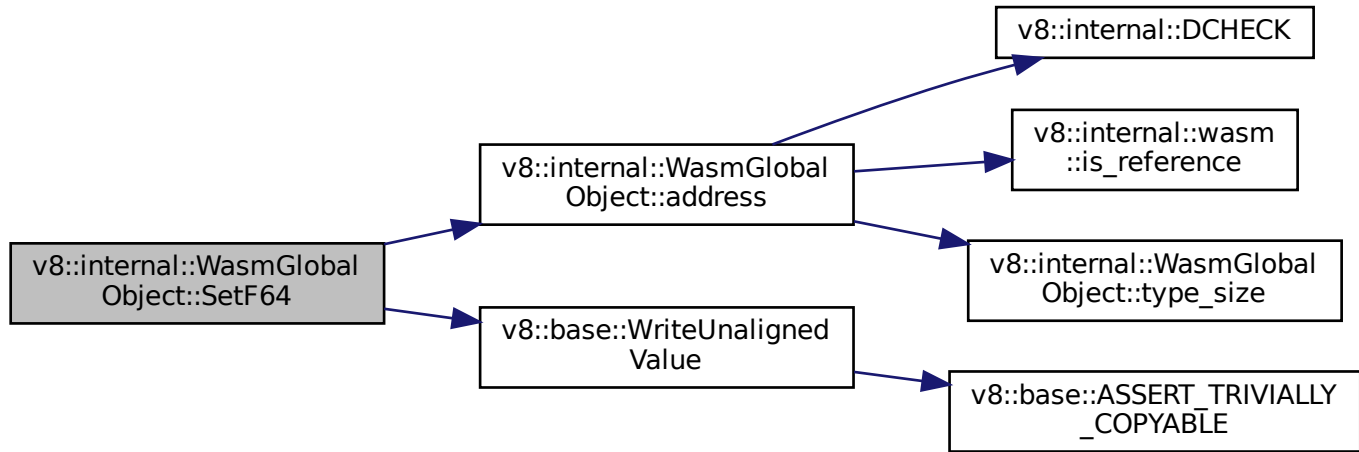 v8::internal::DCHECK
v8::internal::wasm
::is_reference
v8::internal::WasmGlobal
Object::address
v8::internal::WasmGlobal
Object::type_size
v8::internal::WasmGlobal
Object::SetF64
v8::base::WriteUnaligned
Value
v8::base::ASSERT_TRIVIALLY
_COPYABLE